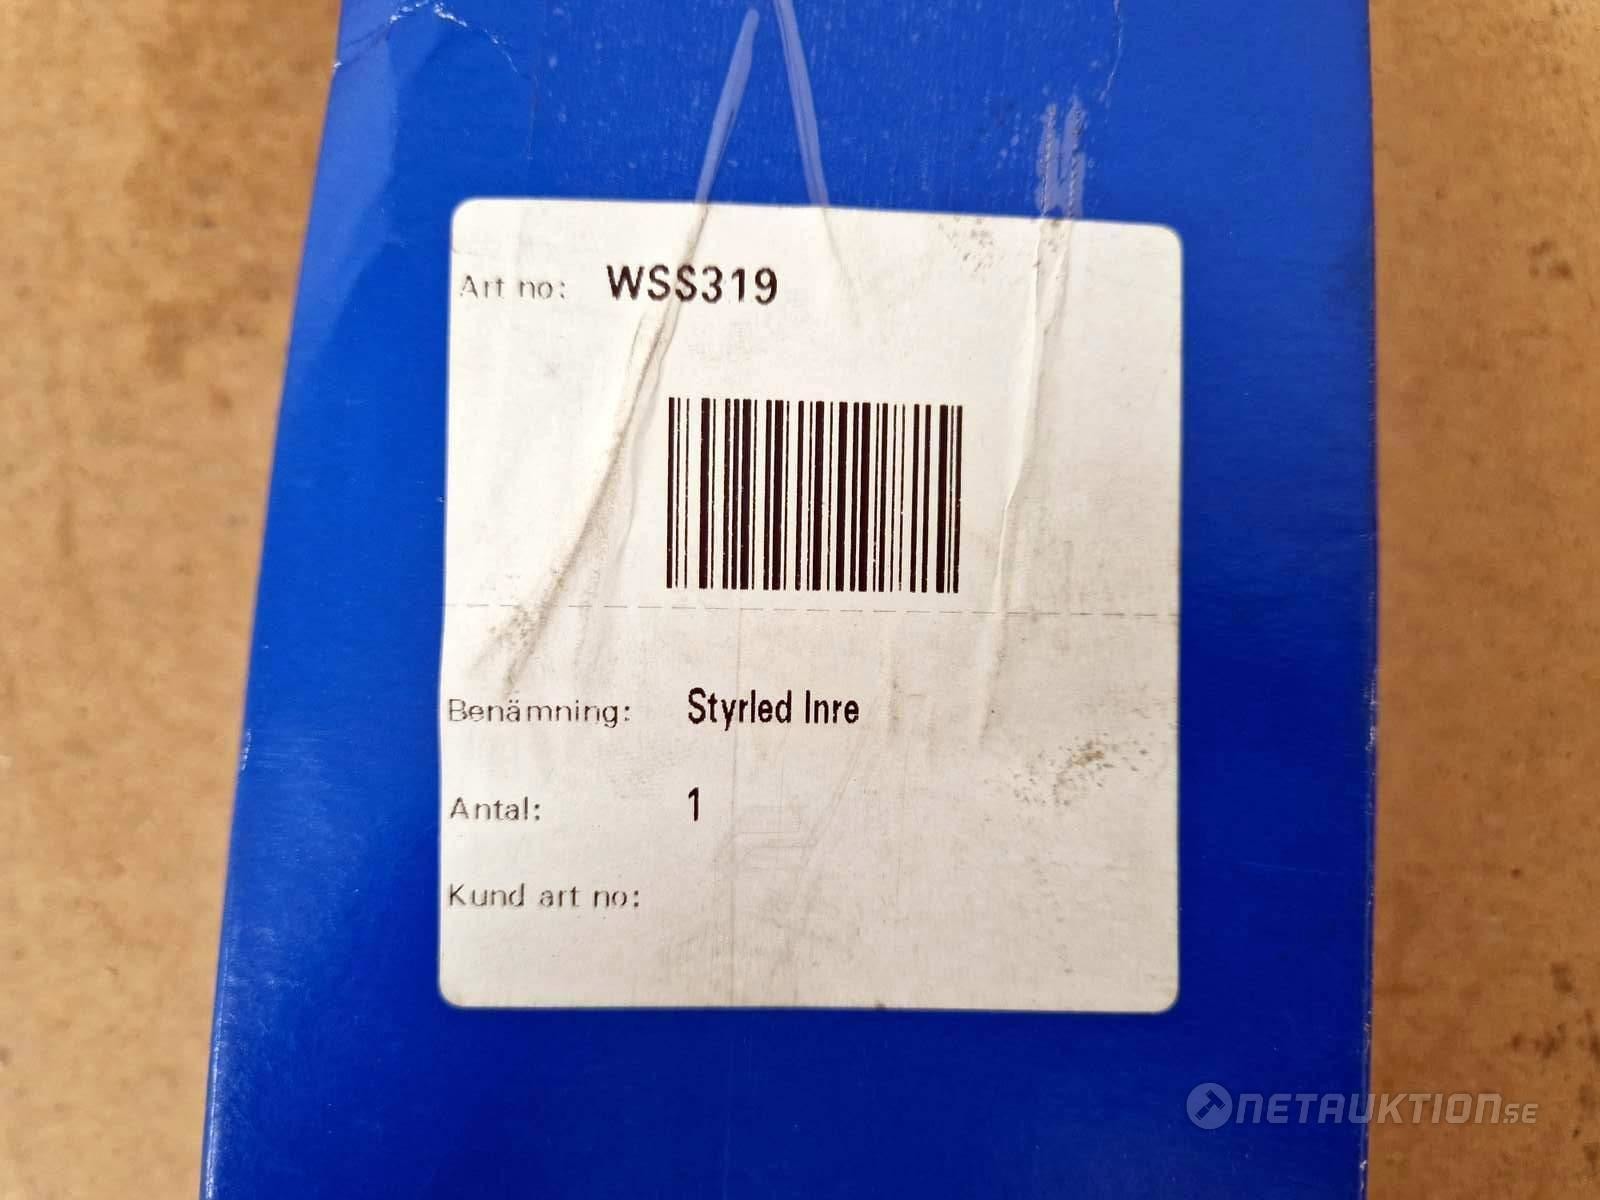 Art no: WSS319
Benämning: Styrled Inre
Antal: 1
Kund art no:
NETAUKTION.SE